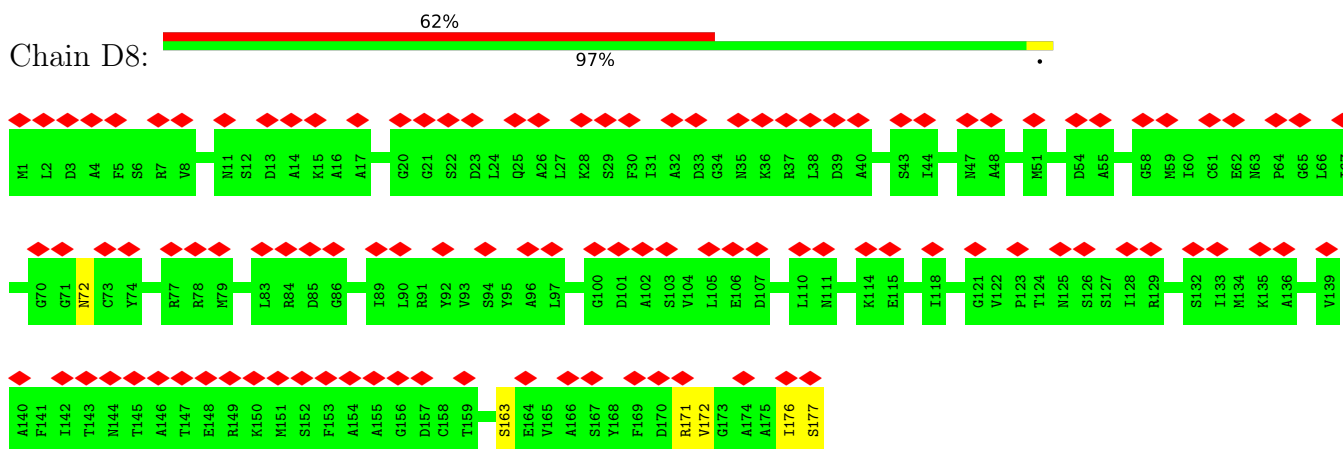 62%
Chain D8:
97%
•
M1 L2 D3 A4 F5 S6 R7 V8 N11 S12 D13 A14 K15 A16 A17 G20 G21 S22 D23 L24 Q25 A26 L27 K28 S29 F30 I31 A32 D33 G34 N35 K36 R37 L38 D39 A40 S43 I44 N47 A48 M51 D54 A55 G58 M59 I60 C61 E62 N63 P64 G65 L66
G70 G71 N72 C73 Y74 R77 R78 M79 L83 R84 D85 G86 I89 L90 R91 Y92 V93 S94 Y95 A96 L97 G100 D101 A102 S103 V104 L105 E106 D107 L110 N111 K114 E115 I118 G121 V122 P123 T124 N125 S126 S127 I128 R129 S132 I133 M134 K135 A136 V139
A140 F141 I142 T143 N144 T145 A146 T147 E148 R149 K150 M151 S152 F153 A154 A155 G156 D157 C158 T159 S163 E164 V165 A166 S167 Y168 F169 D170 R171 V172 G173 A174 A175 I176 S177